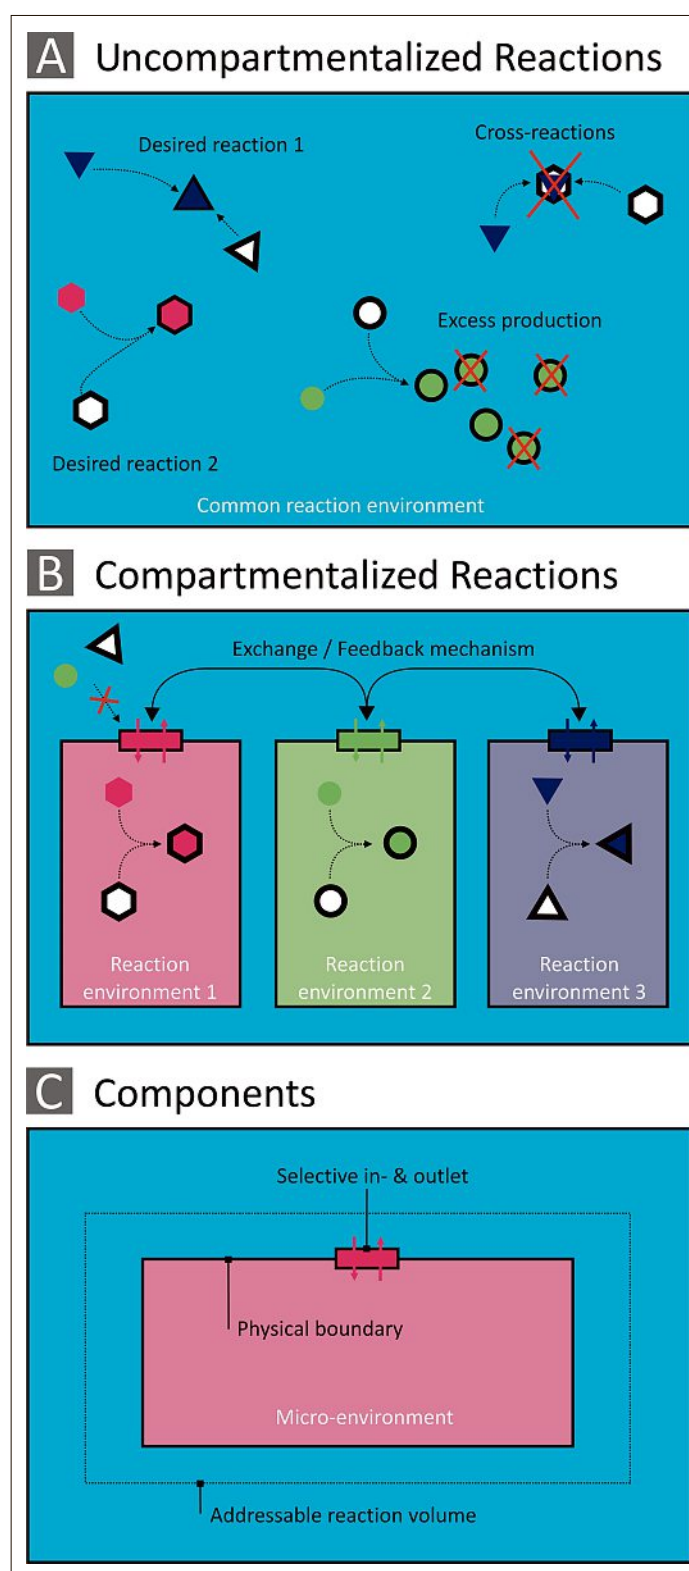 A Uncompartmentalized Reactions
Desired reaction 1
Cross-reactions
Excess production
Desired reaction 2
Common reaction environment
B Compartmentalized Reactions
Exchange / Feedback mechanism
Reaction
environment 1
Reaction
environment 2
Reaction
environment 3
C Components
Selective in- & outlet
Physical boundary
Micro-environment
Addressable reaction volume